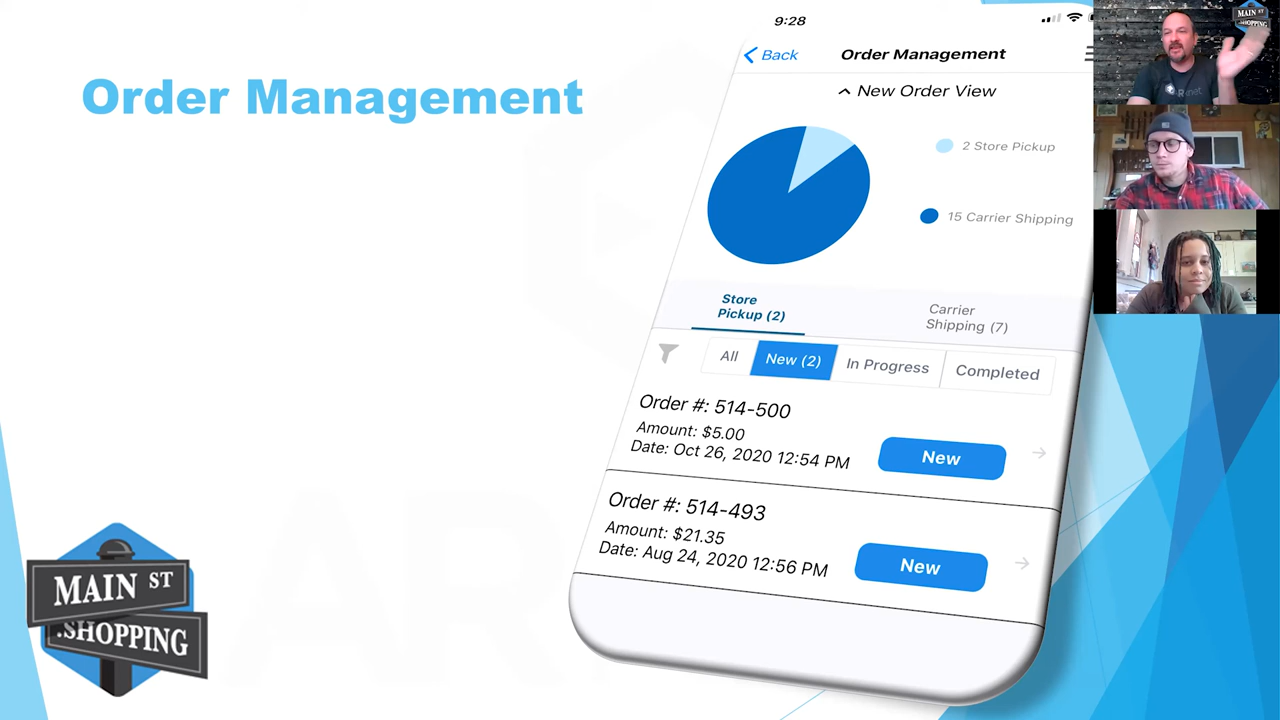 Order Management
9:28
Back
Order Management
New Order View
2 Store Pickup
15 Carrier Shipping
Store
Pickup (2)
Carrier
Shipping (7)
All
New (2)
In Progress
Completed
Order #: 514-500
Amount: $5.00
Date: Oct 26, 2020 12:54 PM
New
Order #: 514-493
Amount: $21.35
Date: Aug 24, 2020 12:56 PM
New
MAIN ST
.SHOPPING
MAIN ST
.SHOPPING